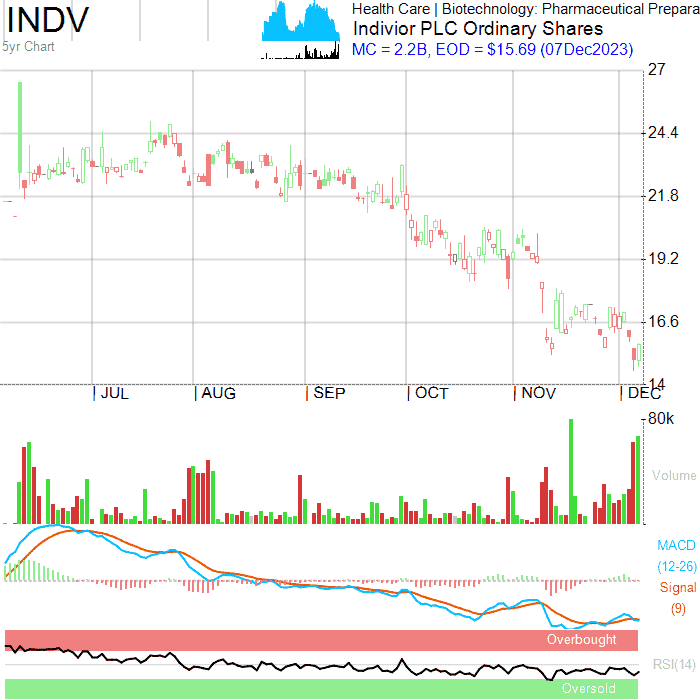 INDV
5yr Chart
Health Care | Biotechnology: Pharmaceutical Prepara
Indivior PLC Ordinary Shares
MC = 2.2B, EOD = $15.69 (07Dec2023)
27
24.4
21.8
19.2
16.6
14
JUL AUG SEP OCT NOV DEC
80k
Volume
MACD
(12-26)
Signal
(9)
Overbought
RSI(14)
Oversold